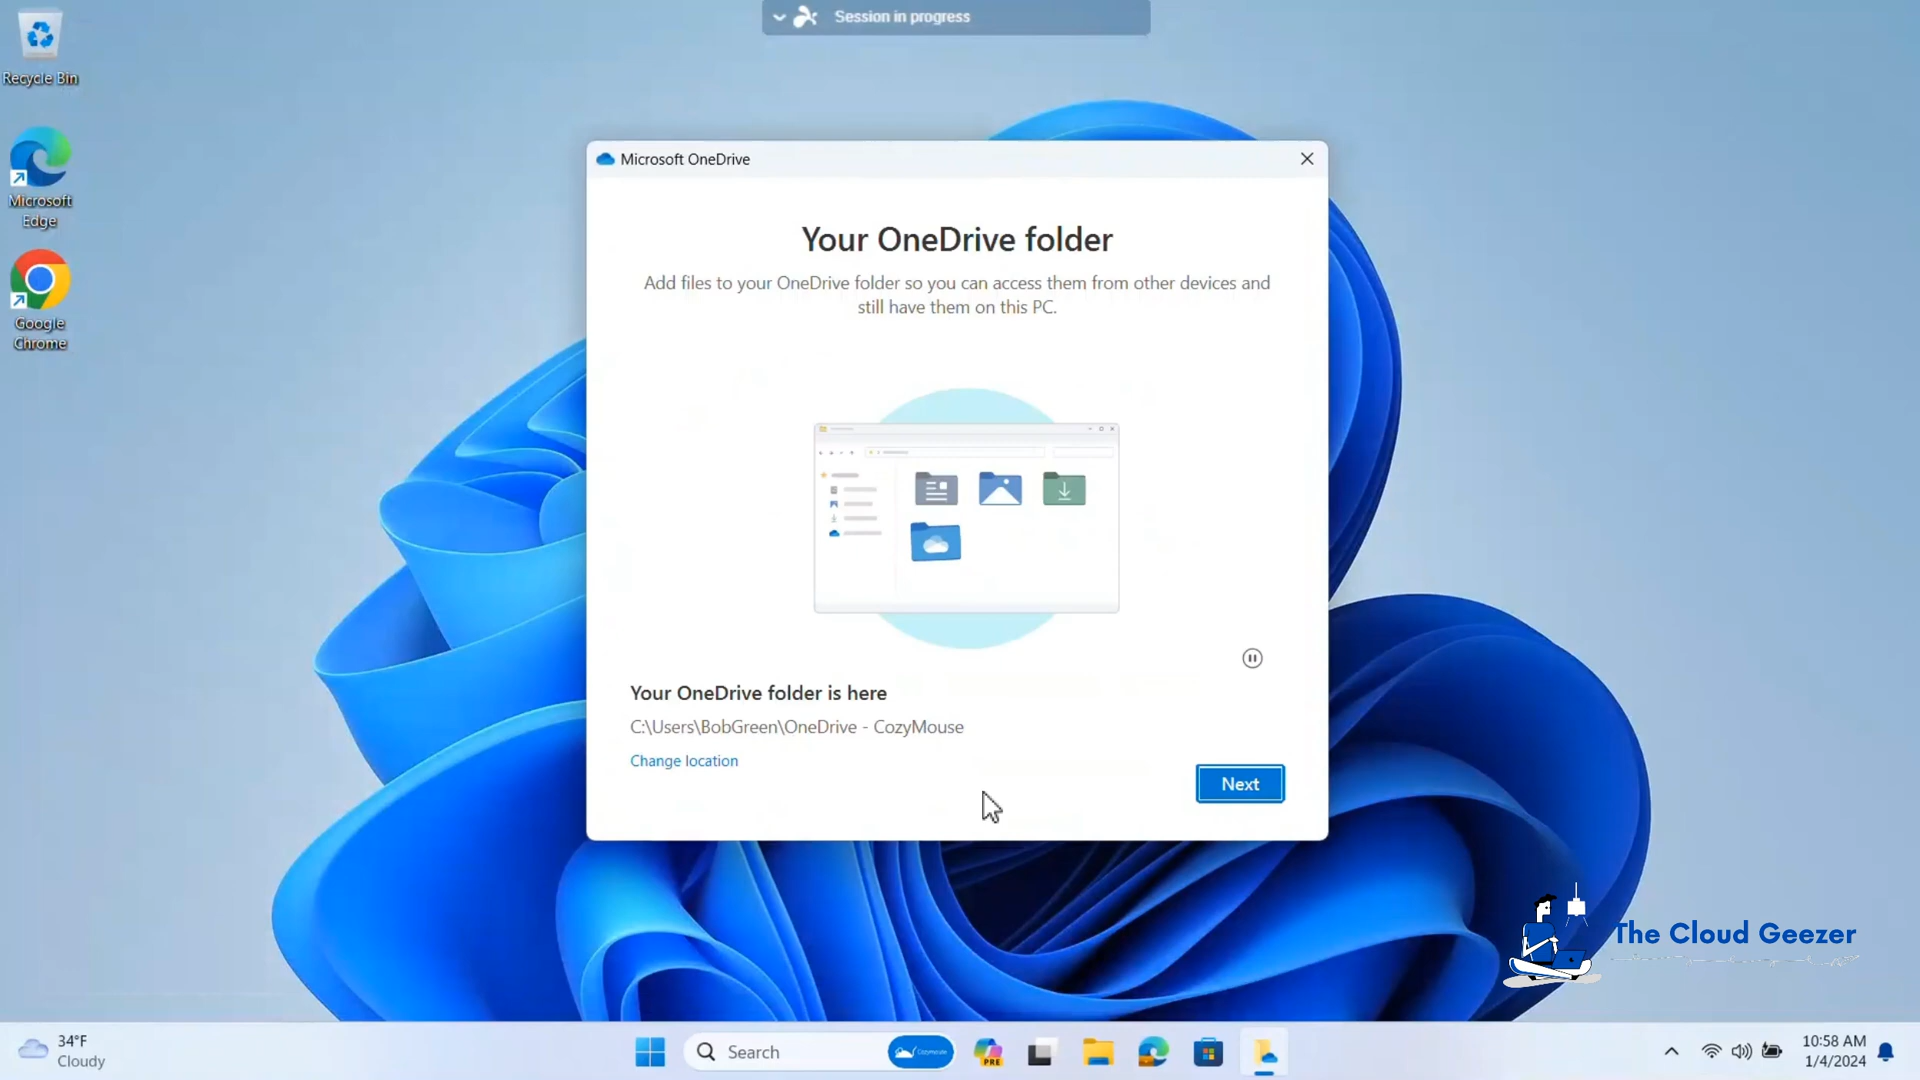 Session in progress
Recycle Bin
Microsoft
Edge
Google
Chrome
Microsoft OneDrive
Your OneDrive folder
Add files to your OneDrive folder so you can access them from other devices and
still have them on this PC.
Your OneDrive folder is here
C:\Users\BobGreen\OneDrive - CozyMouse
Change location
Next
The Cloud Geezer
34°F
Cloudy
Search
PRE
10:58 AM
1/4/2024